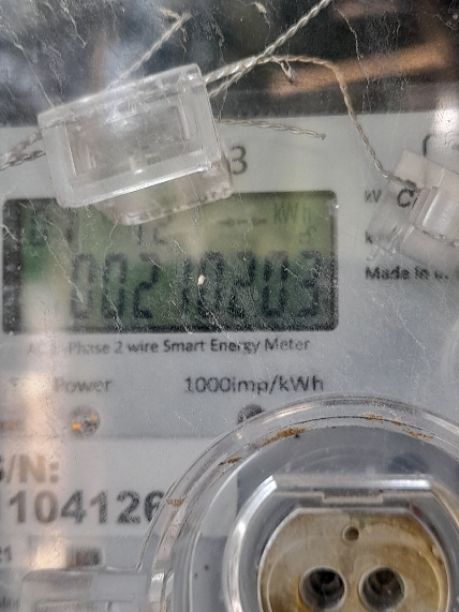 3
kWh
00210203
Phase 2 wire Smart Energy Meter
Power
1000imp/kWh
S/N:
104126
Made in